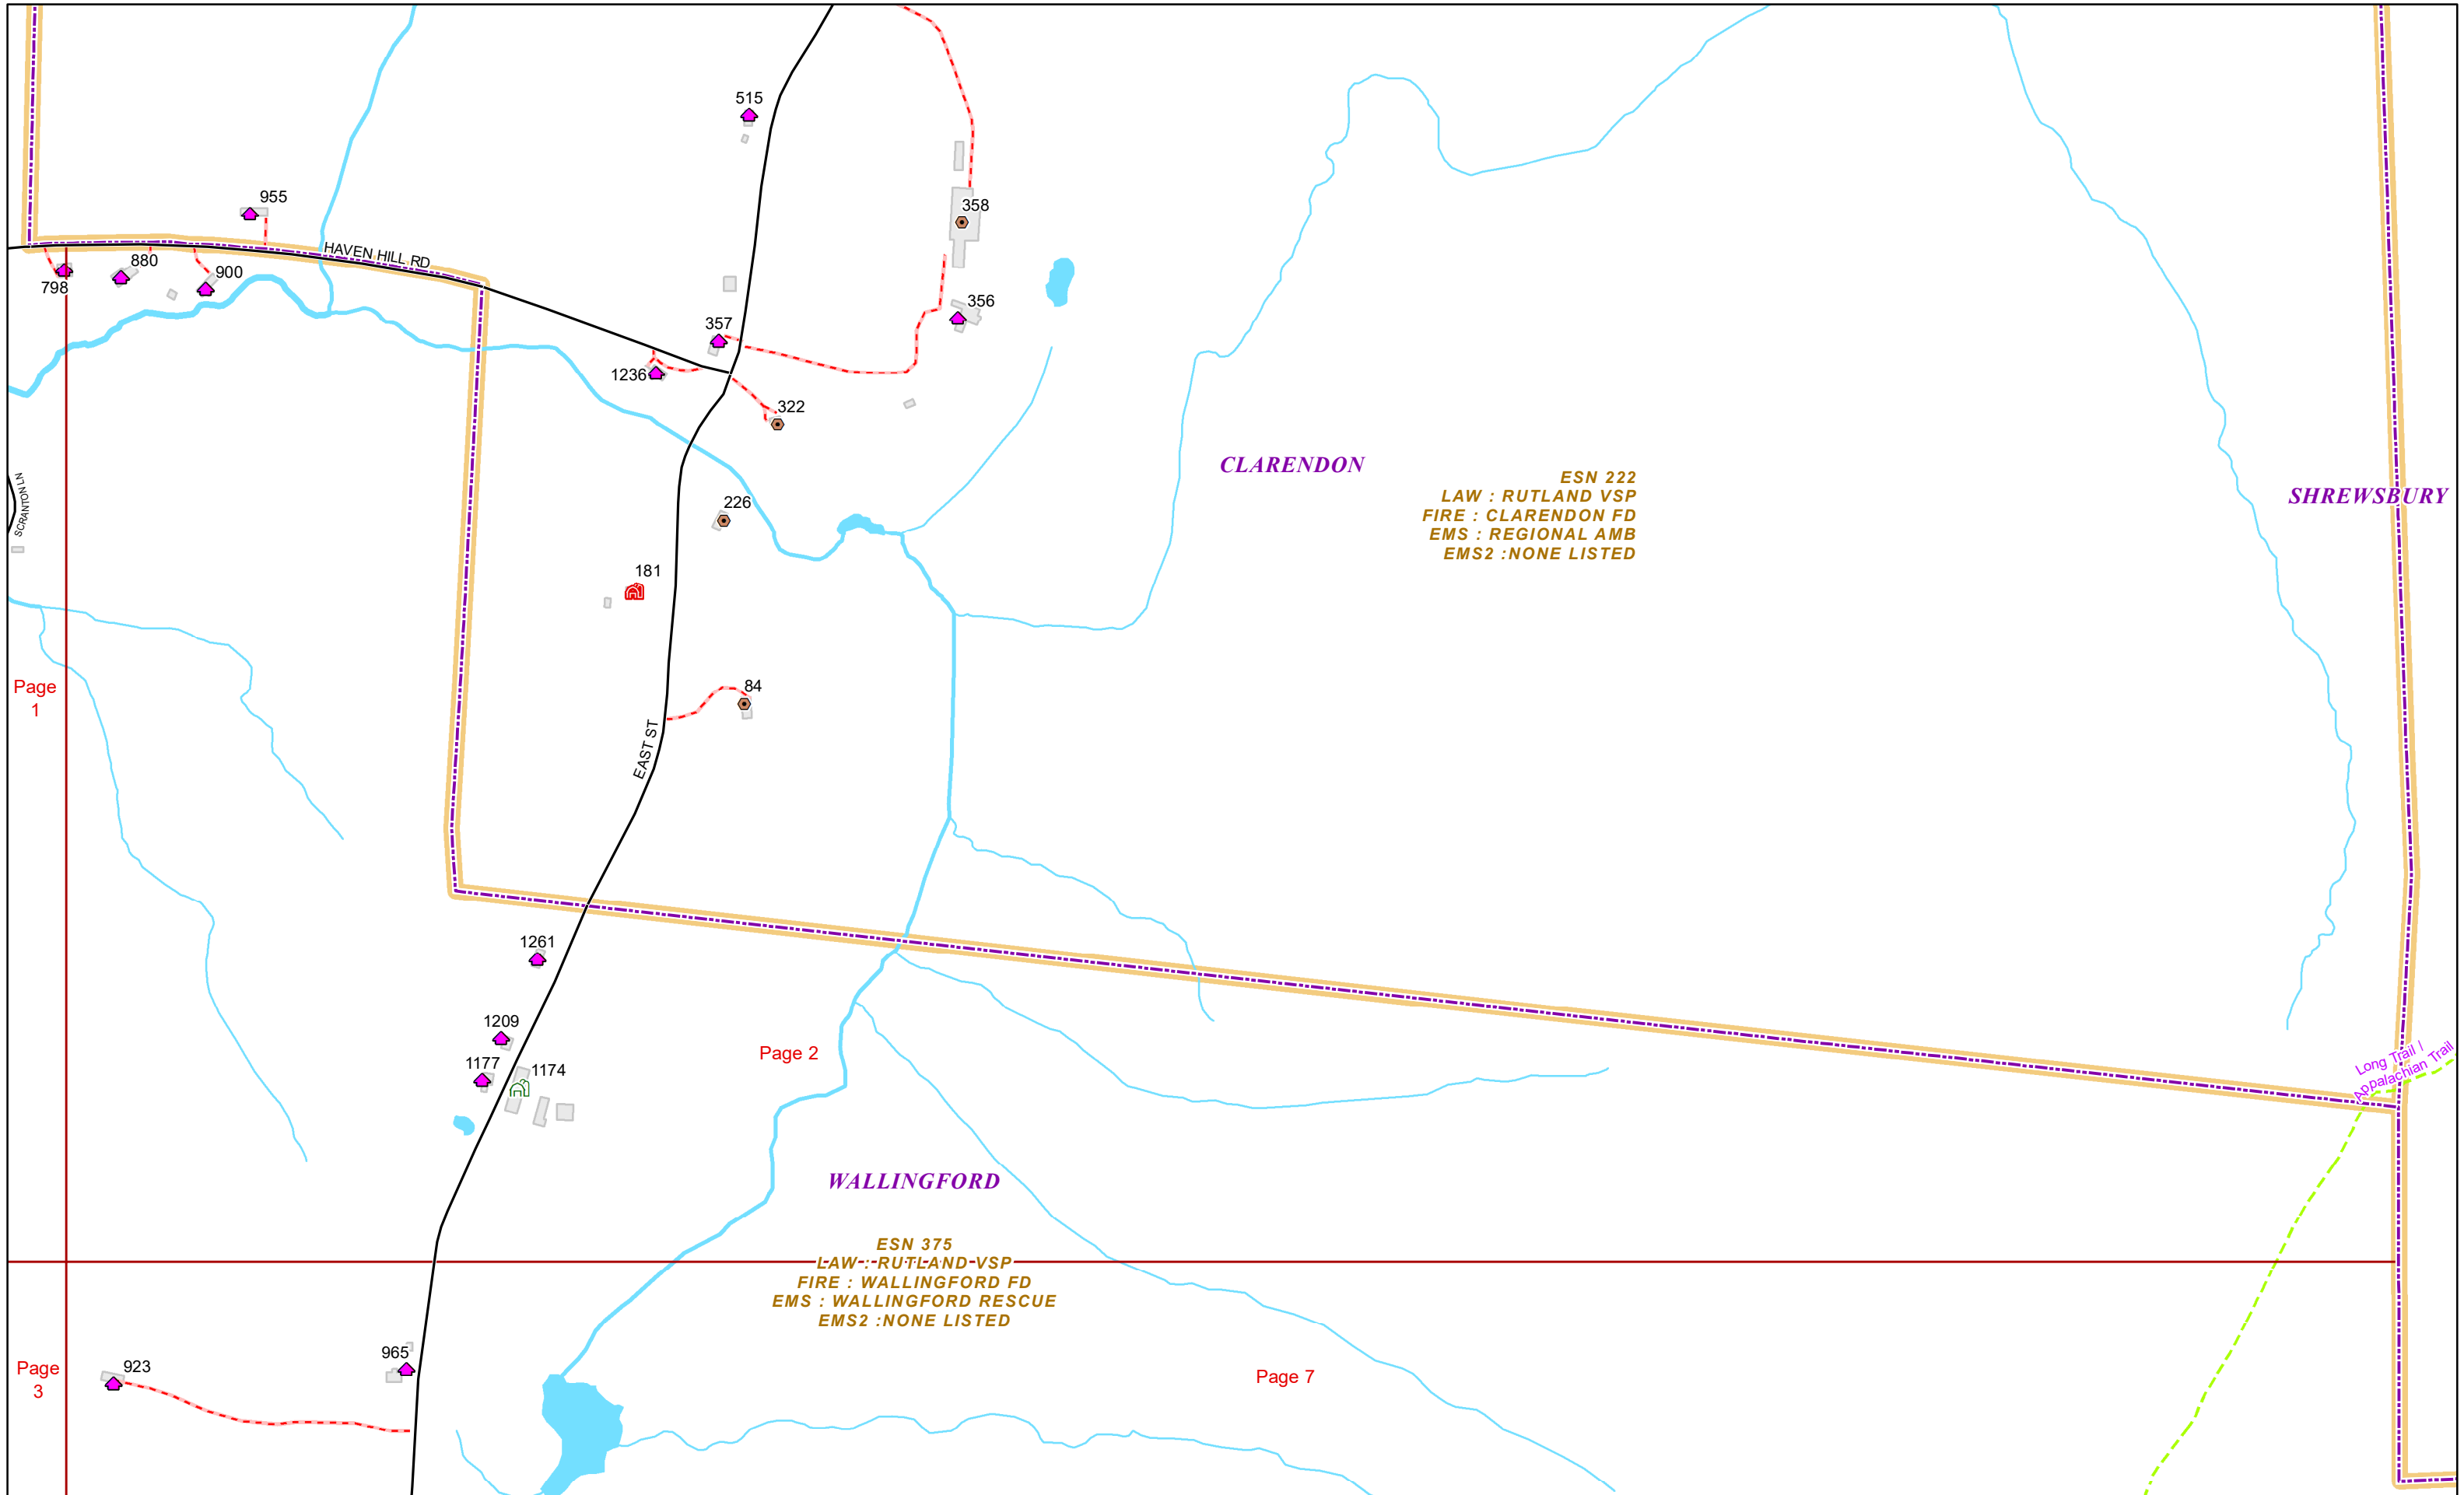 515
955
358
HAVEN HILL RD
880
900
798
356
357
1236
322
CLARENDON
ESN 222
LAW : RUTLAND VSP
FIRE : CLARENDON FD
EMS : REGIONAL AMB
EMS2 :NONE LISTED
SHREWSBURY
SCRANTON LN
226
181
Page
1
84
EAST ST
1261
1209
Page 2
1177
1174
Long Trail /
Appalachian Trail
WALLINGFORD
ESN 375
LAW : RUTLAND VSP
FIRE : WALLINGFORD FD
EMS : WALLINGFORD RESCUE
EMS2 :NONE LISTED
965
923
Page
3
Page 7